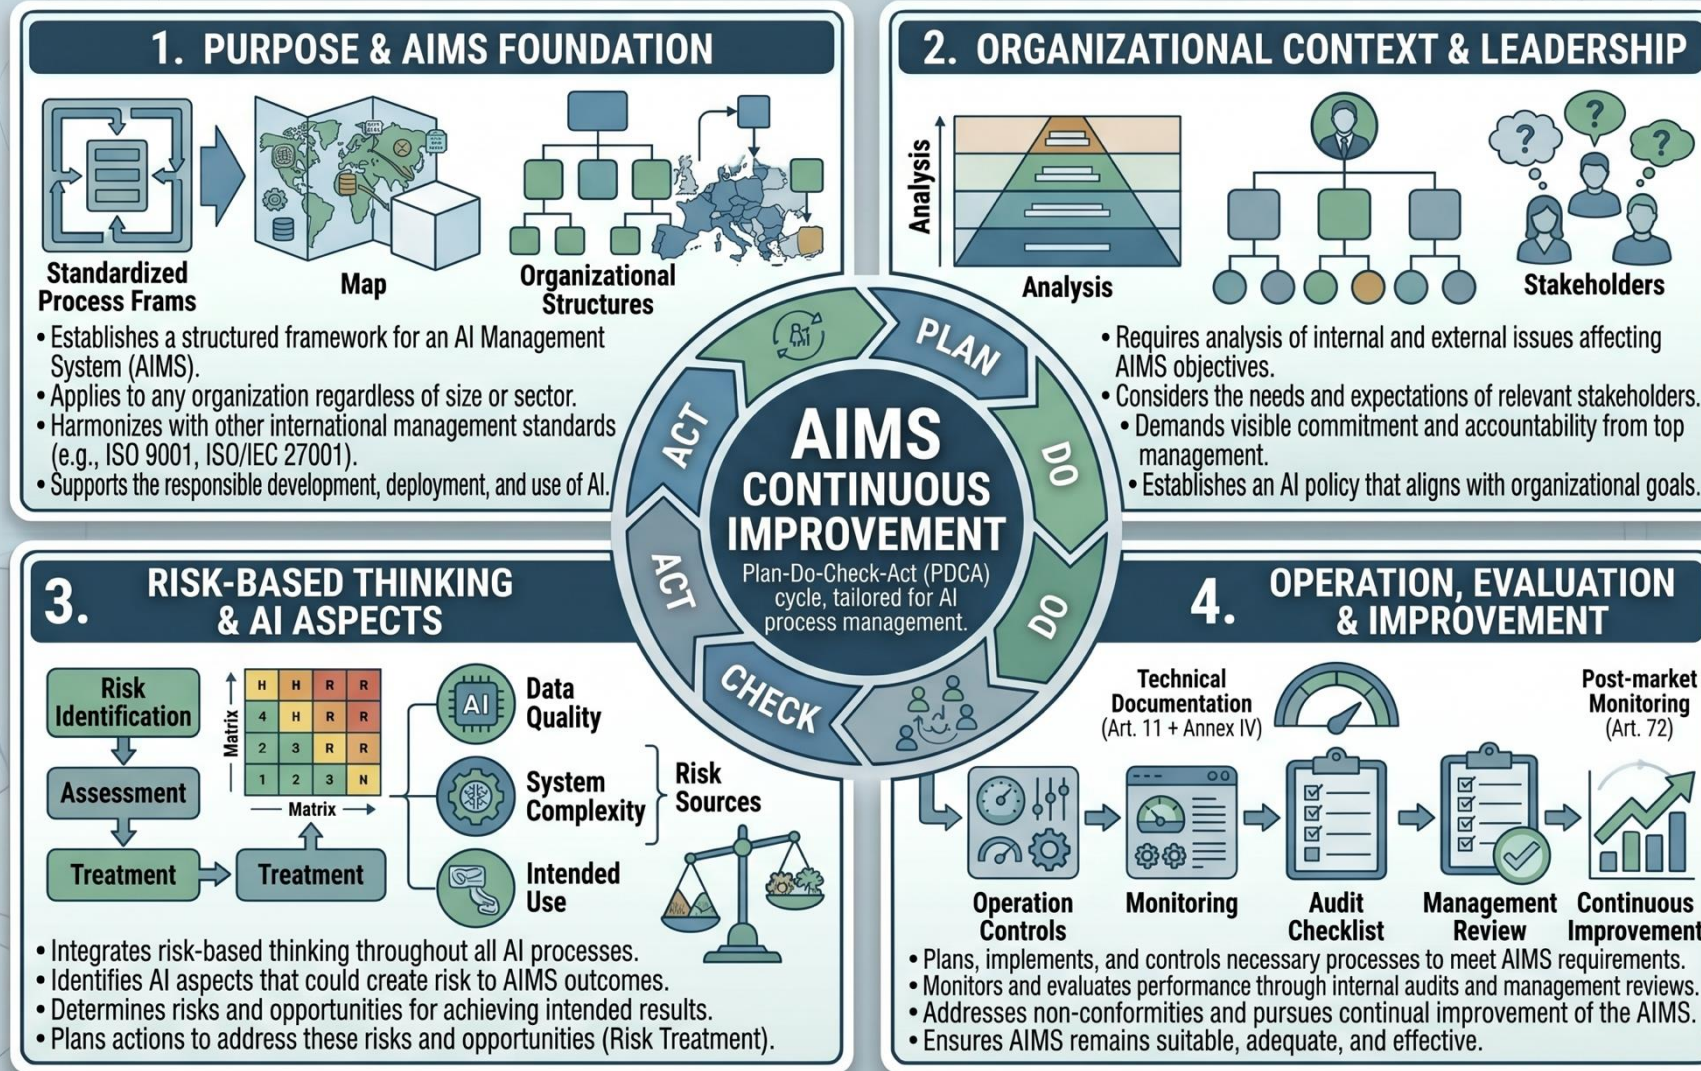 1. PURPOSE & AIMS FOUNDATION
Standardized
Process Frams
Map
Organizational
Structures
• Establishes a structured framework for an AI Management
System (AIMS).
• Applies to any organization regardless of size or sector.
• Harmonizes with other international management standards
(e.g., ISO 9001, ISO/IEC 27001).
• Supports the responsible development, deployment, and use of AI.
2. ORGANIZATIONAL CONTEXT & LEADERSHIP
Analysis
Analysis
? ? ?
Stakeholders
• Requires analysis of internal and external issues affecting
AIMS objectives.
• Considers the needs and expectations of relevant stakeholders.
• Demands visible commitment and accountability from top
management.
• Establishes an AI policy that aligns with organizational goals.
PLAN
DO
DO
CHECK
ACT
ACT
AIMS
CONTINUOUS
IMPROVEMENT
Plan-Do-Check-Act (PDCA)
cycle, tailored for AI
process management.
3. RISK-BASED THINKING
& AI ASPECTS
Risk
Identification
Assessment
Treatment
Treatment
Matrix
H H R R
4 H R R
2 3 R R
1 2 3 N
Matrix
AI
Data
Quality
System
Complexity
Intended
Use
Risk
Sources
• Integrates risk-based thinking throughout all AI processes.
• Identifies AI aspects that could create risk to AIMS outcomes.
• Determines risks and opportunities for achieving intended results.
• Plans actions to address these risks and opportunities (Risk Treatment).
4. OPERATION, EVALUATION
& IMPROVEMENT
Technical
Documentation
(Art. 11 + Annex IV)
Post-market
Monitoring
(Art. 72)
Operation
Controls
Monitoring
Audit
Checklist
Management
Review
Continuous
Improvement
• Plans, implements, and controls necessary processes to meet AIMS requirements.
• Monitors and evaluates performance through internal audits and management reviews.
• Addresses non-conformities and pursues continual improvement of the AIMS.
• Ensures AIMS remains suitable, adequate, and effective.